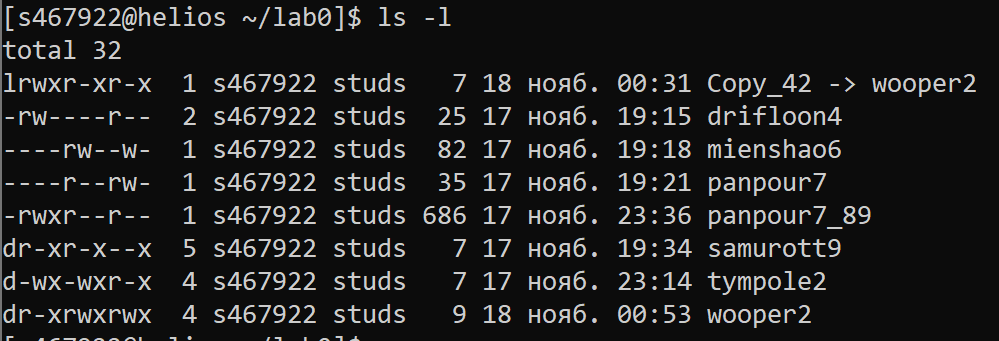 [s467922@helios ~/lab0]$ ls -l
total 32
lrwxr-xr-x  1 s467922 studs    7 18 нояб. 00:31 Copy_42 -> wooper2
-rw----r--  2 s467922 studs   25 17 нояб. 19:15 drifloon4
----rw--w-  1 s467922 studs   82 17 нояб. 19:18 mienshao6
----r--rw-  1 s467922 studs   35 17 нояб. 19:21 panpour7
-rwxr--r--  1 s467922 studs  686 17 нояб. 23:36 panpour7_89
dr-xr-x--x  5 s467922 studs    7 17 нояб. 19:34 samurott9
d-wx-wxr-x  4 s467922 studs    7 17 нояб. 23:14 tympole2
dr-xrwxrwx  4 s467922 studs    9 18 нояб. 00:53 wooper2